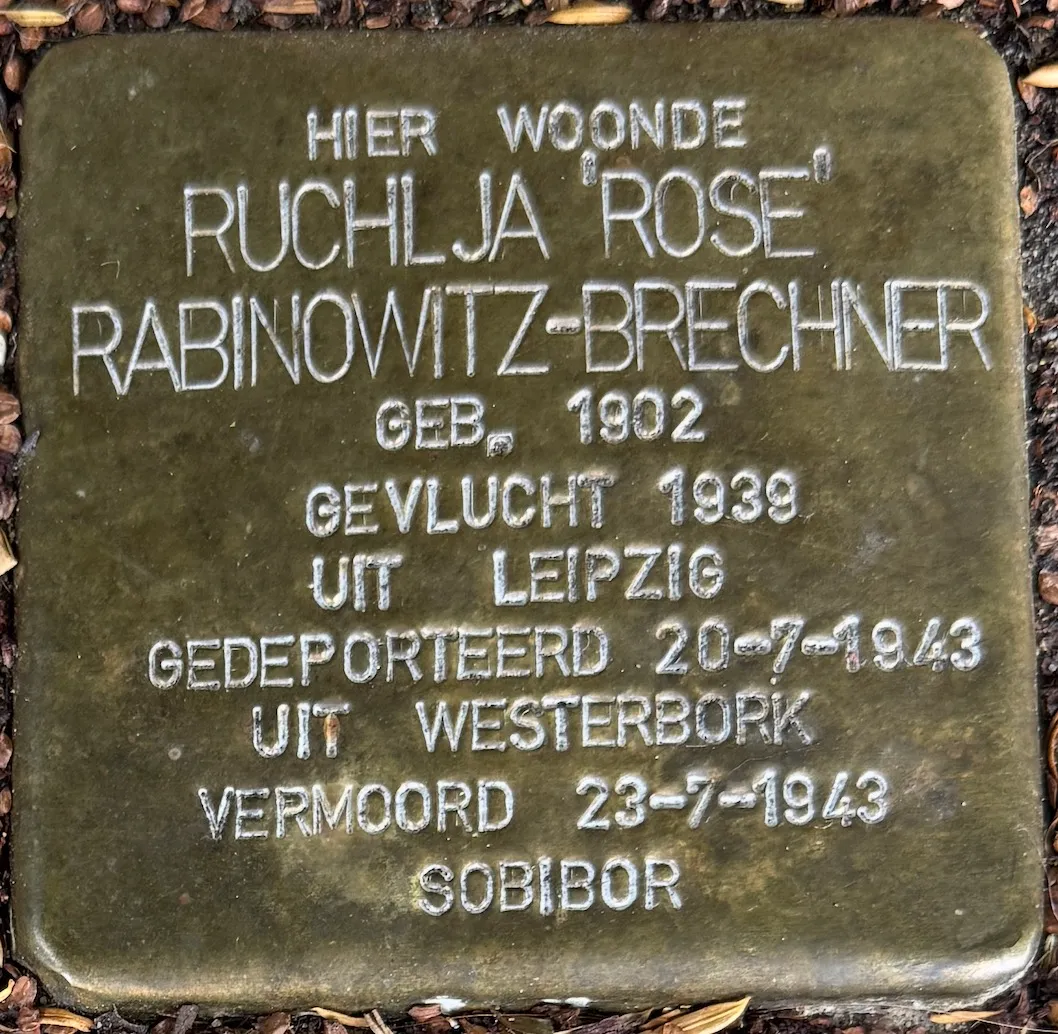 HIER WOONDE
RUCHLJA 'ROSE'
RABINOWITZ-BRECHNER
GEB. 1902
GEVLUCHT 1939
UIT LEIPZIG
GEDEPORTEERD 20-7-1943
UIT WESTERBORK
VERMOORD 23-7-1943
SOBIBOR